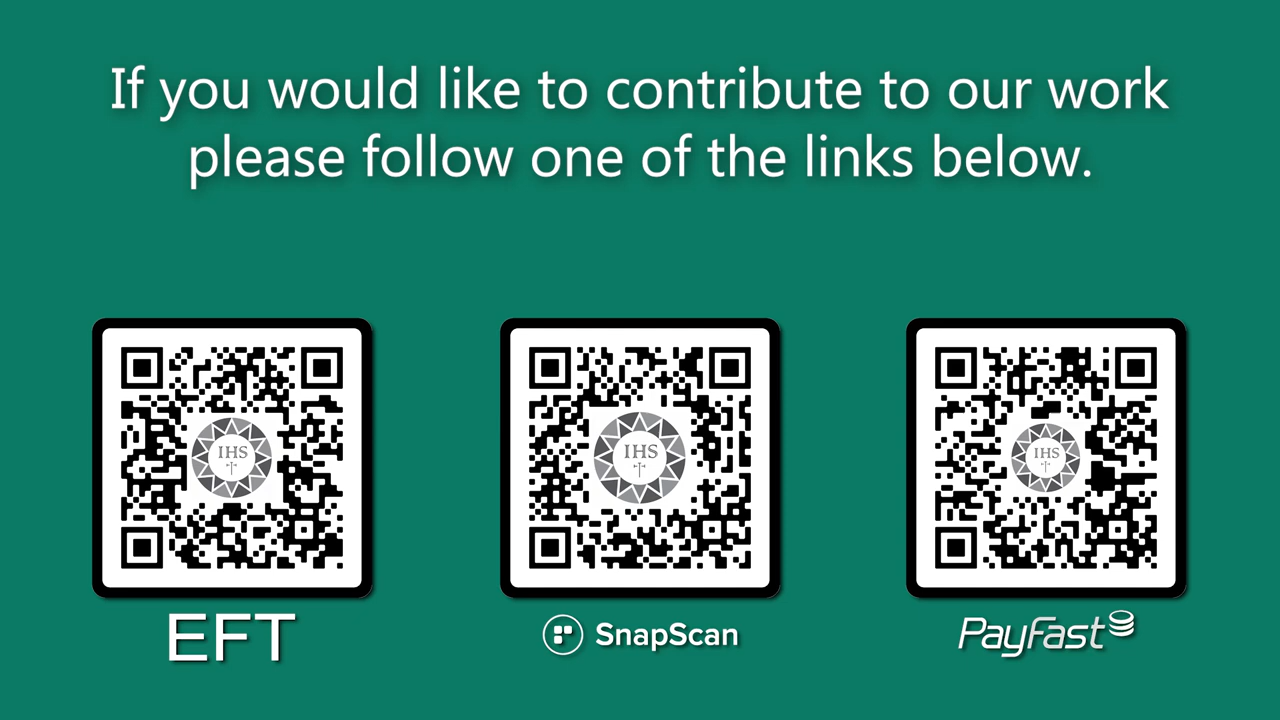 If you would like to contribute to our work
please follow one of the links below.
IHS
IHS
IHS
EFT
SnapScan
PayFast